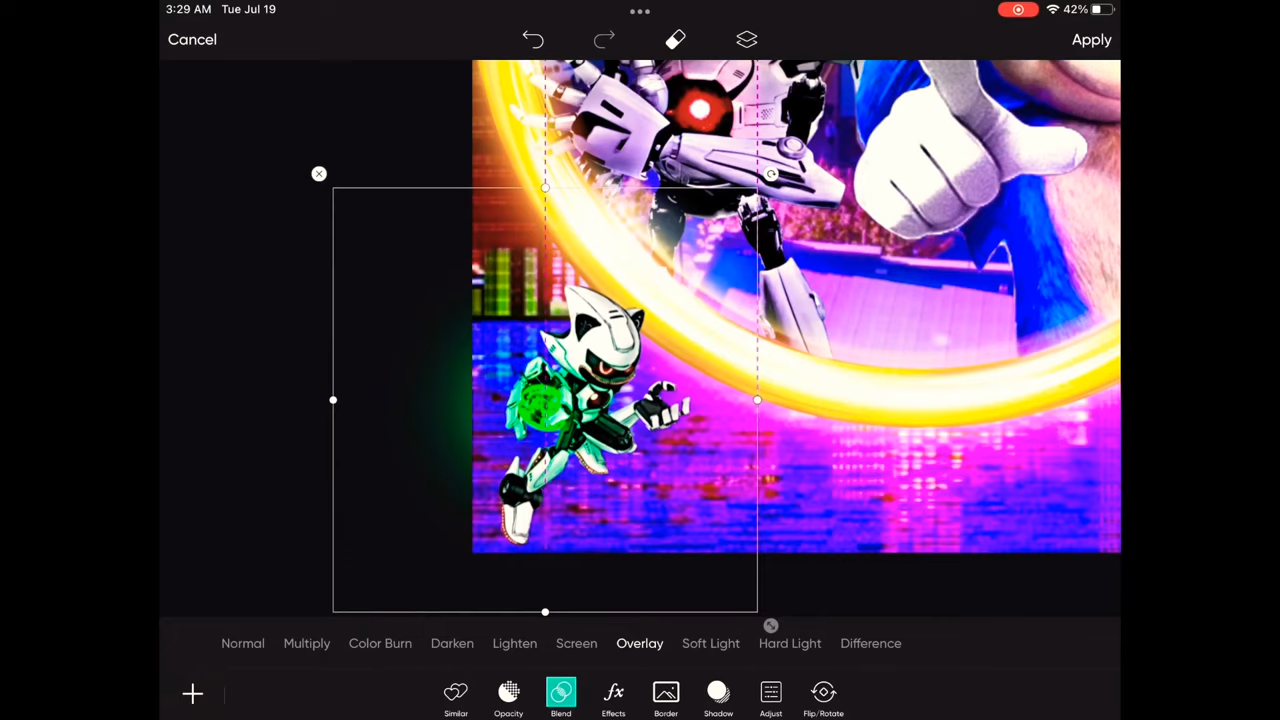 3:29 AM Tue Jul 19 42%
Cancel Apply
Normal Multiply Color Burn Darken Lighten Screen Overlay Soft Light Hard Light Difference
Similar Opacity Blend Effects Border Shadow Adjust Flip/Rotate